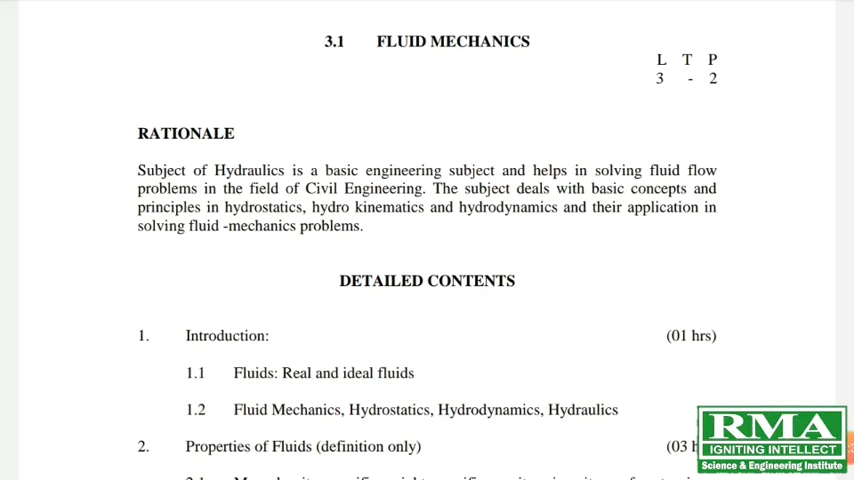 3.1 FLUID MECHANICS
L T P
3 - 2
RATIONALE
Subject of Hydraulics is a basic engineering subject and helps in solving fluid flow
problems in the field of Civil Engineering. The subject deals with basic concepts and
principles in hydrostatics, hydro kinematics and hydrodynamics and their application in
solving fluid -mechanics problems.
DETAILED CONTENTS
1. Introduction: (01 hrs)
1.1 Fluids: Real and ideal fluids
1.2 Fluid Mechanics, Hydrostatics, Hydrodynamics, Hydraulics
2. Properties of Fluids (definition only) (03 h
RMA
IGNITING INTELLECT
Science & Engineering Institute